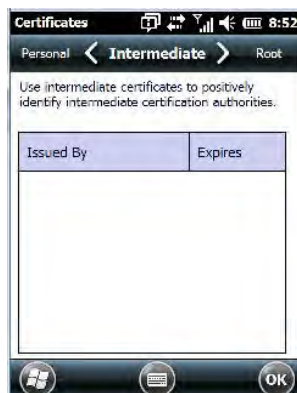 Certificates 8:52
Personal Intermediate Root
Use intermediate certificates to positively
identify intermediate certification authorities.
Issued By Expires
OK